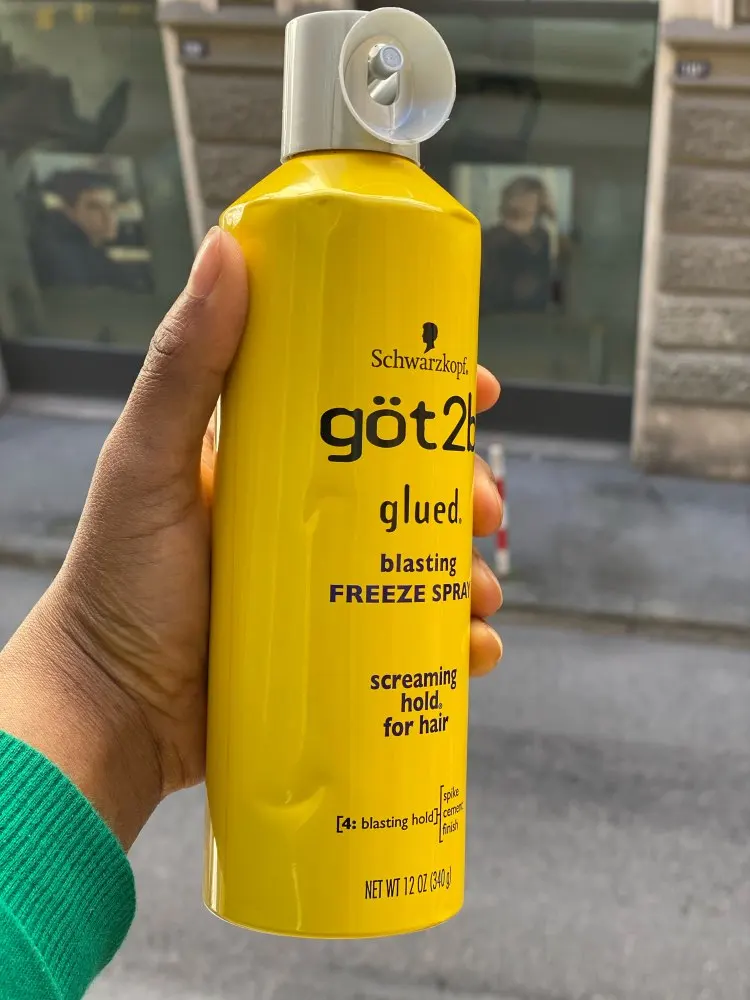 Schwarzkopf®
göt2b
glued®
blasting
FREEZE SPRAY
screaming
hold®
for hair
[4: blasting hold]
spike
cement
finish
NET WT 12 OZ (340 g)